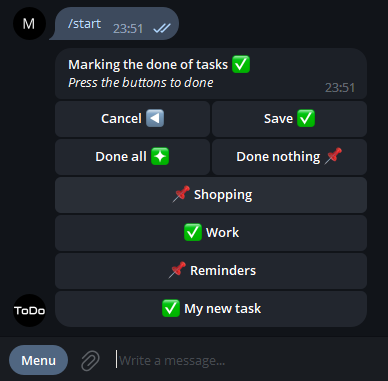 M
/start
23:51
Marking the done of tasks ✅
Press the buttons to done
23:51
Cancel ◀️
Save ✅
Done all ❇️
Done nothing 📌
📌 Shopping
✅ Work
📌 Reminders
✅ My new task
ToDo
Menu
Write a message...